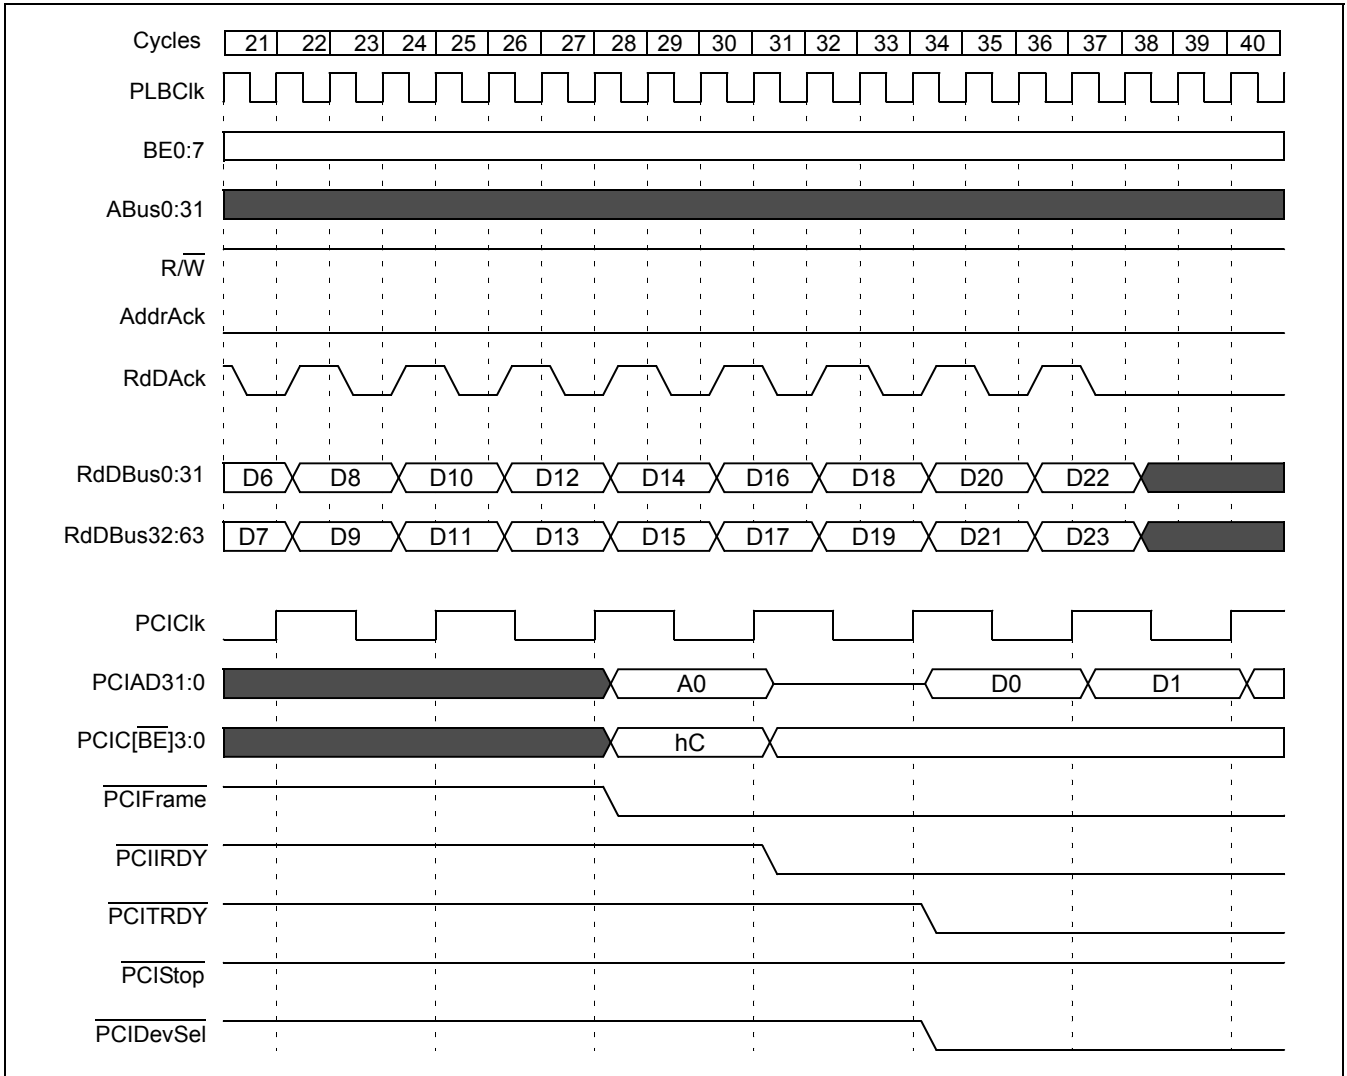 Cycles 21 22 23 24 25 26 27 28 29 30 31 32 33 34 35 36 37 38 39 40
PLBClk
BE0:7
ABus0:31
R/W
AddrAck
RdDAck
RdDBus0:31 D6 D8 D10 D12 D14 D16 D18 D20 D22
RdDBus32:63 D7 D9 D11 D13 D15 D17 D19 D21 D23
PCIClk
PCIAD31:0 A0 D0 D1
PCIC[BE]3:0 hC
PCIFrame
PCIIRDY
PCITRDY
PCIStop
PCIDevSel